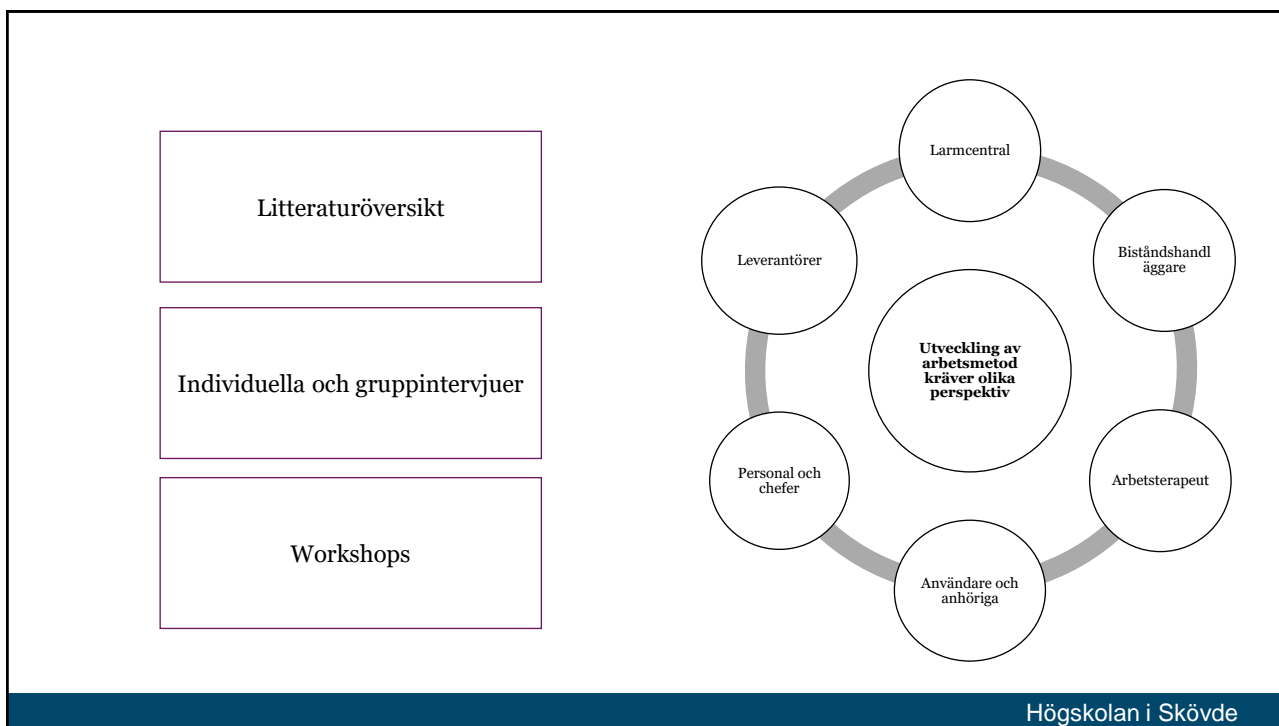 Litteraturöversikt
Individuella och gruppintervjuer
Workshops
Larmcentral
Biståndshandl
äggare
Arbetsterapeut
Användare och
anhöriga
Personal och
chefer
Leverantörer
Utveckling av
arbetsmetod
kräver olika
perspektiv
Högskolan i Skövde